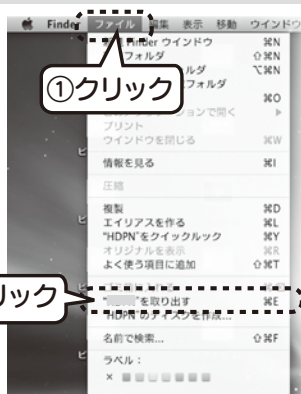 Finder ファイル 編集 表示 移動 ウインドウ
Finder ウインドウ ⌘N
フォルダ ⇧⌘N
ルダ ⌥⌘N
フォルダ
①クリック
⌘O
ションで開く ▶
プリント
ウインドウを閉じる ⌘W
情報を見る ⌘I
圧縮
複製 ⌘D
エイリアスを作る ⌘L
"HDPN"をクイックルック ⌘Y
オリジナルを表示 ⌘R
よく使う項目に追加 ⇧⌘T
リック
"を取り出す ⌘E
"HDPN"のディスクを作成...
名前で検索... ⇧⌘F
ラベル：
×